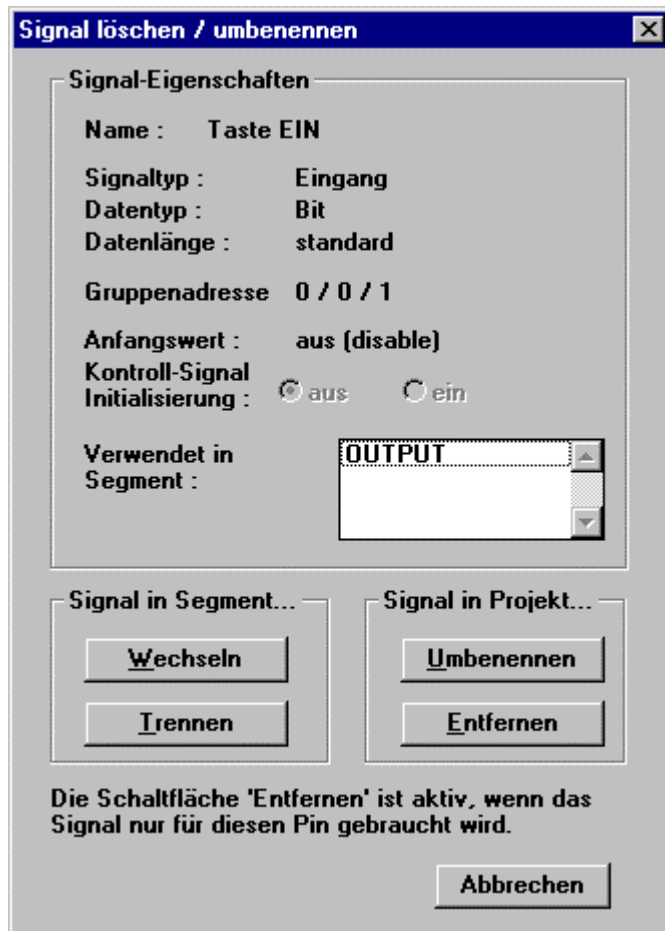 Signal löschen / umbenennen
Signal-Eigenschaften
Name : Taste EIN
Signaltyp : Eingang
Datentyp : Bit
Datenlänge : standard
Gruppenadresse 0 / 0 / 1
Anfangswert : aus (disable)
Kontroll-Signal
Initialisierung : aus ein
Verwendet in
Segment :
OUTPUT
Signal in Segment...
Wechseln
Trennen
Signal in Projekt...
Umbenennen
Entfernen
Die Schaltfläche 'Entfernen' ist aktiv, wenn das
Signal nur für diesen Pin gebraucht wird.
Abbrechen